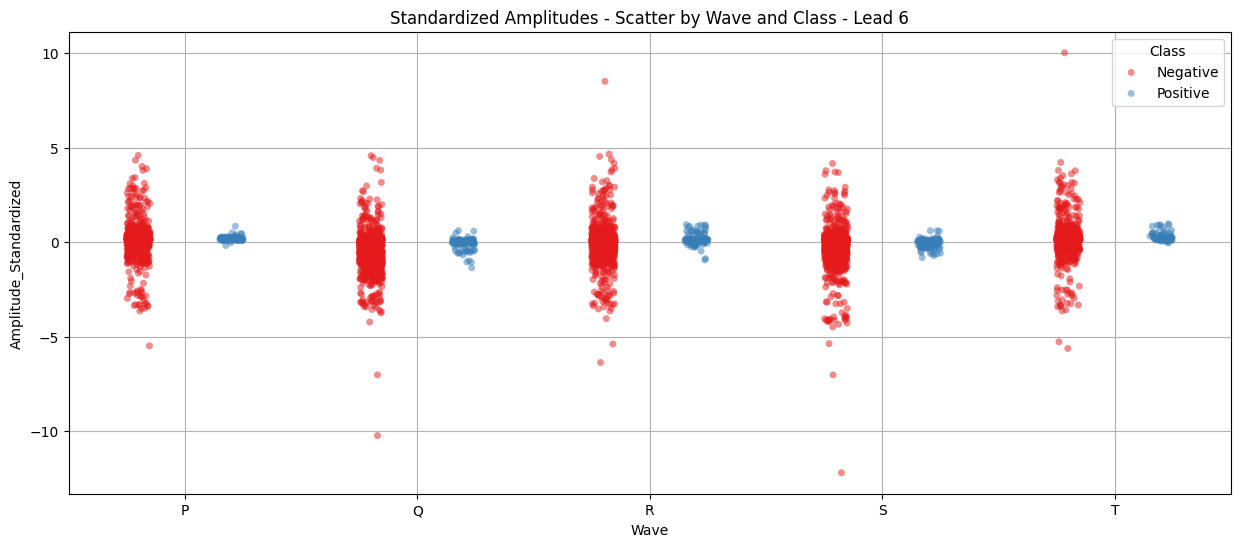 Standardized Amplitudes - Scatter by Wave and Class - Lead 6
Class
Negative
Positive
10
5
0
−5
−10
Amplitude_Standardized
P Q R S T
Wave